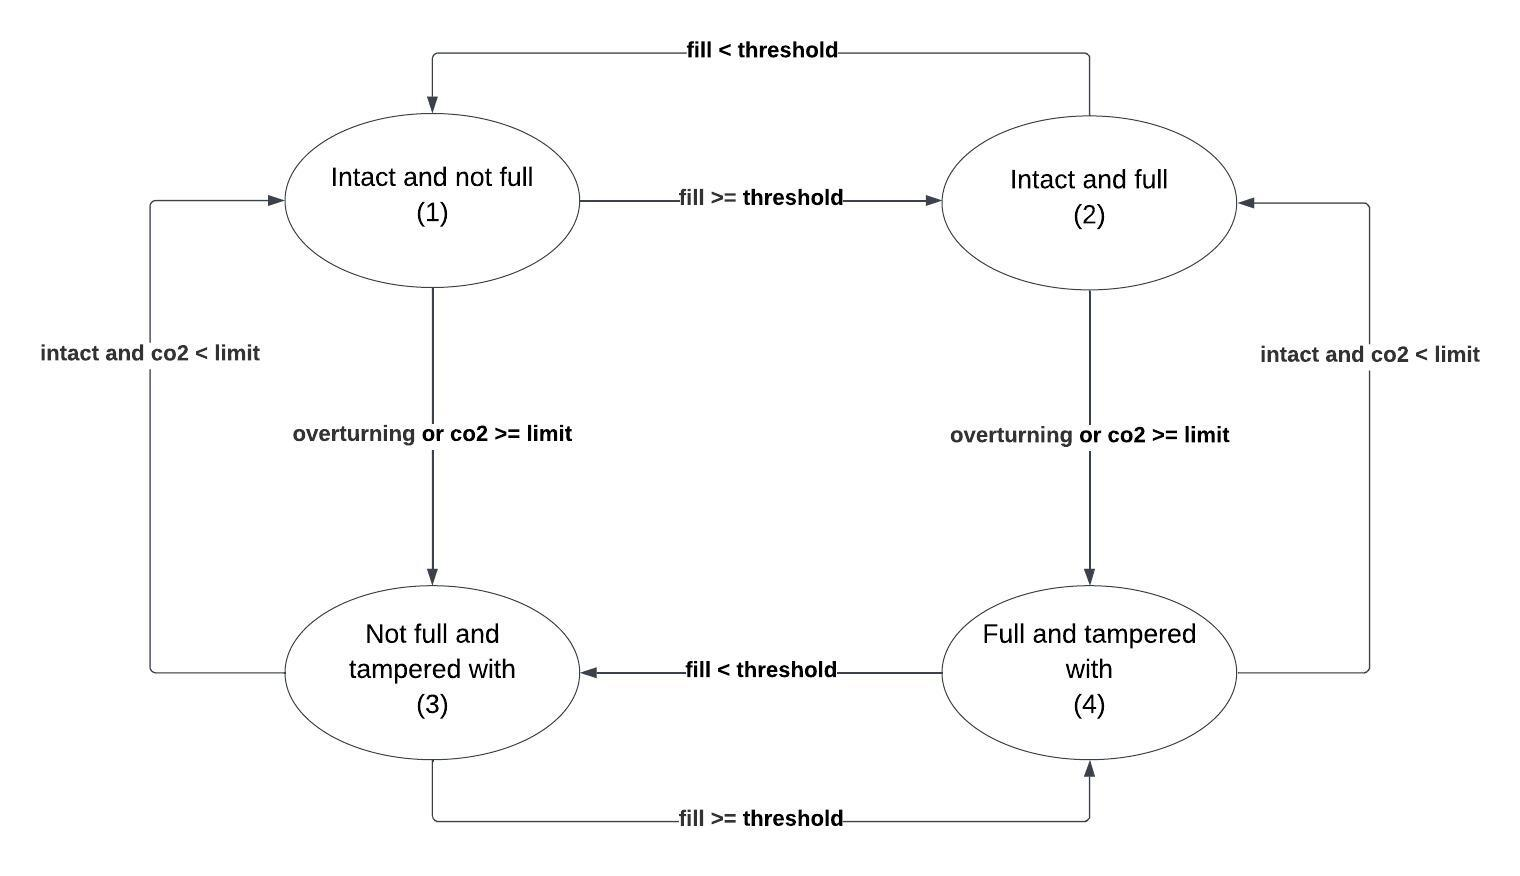 fill < threshold
Intact and not full
(1)
fill >= threshold
Intact and full
(2)
intact and co2 < limit
intact and co2 < limit
overturning or co2 >= limit
overturning or co2 >= limit
Not full and
tampered with
(3)
fill < threshold
Full and tampered
with
(4)
fill >= threshold